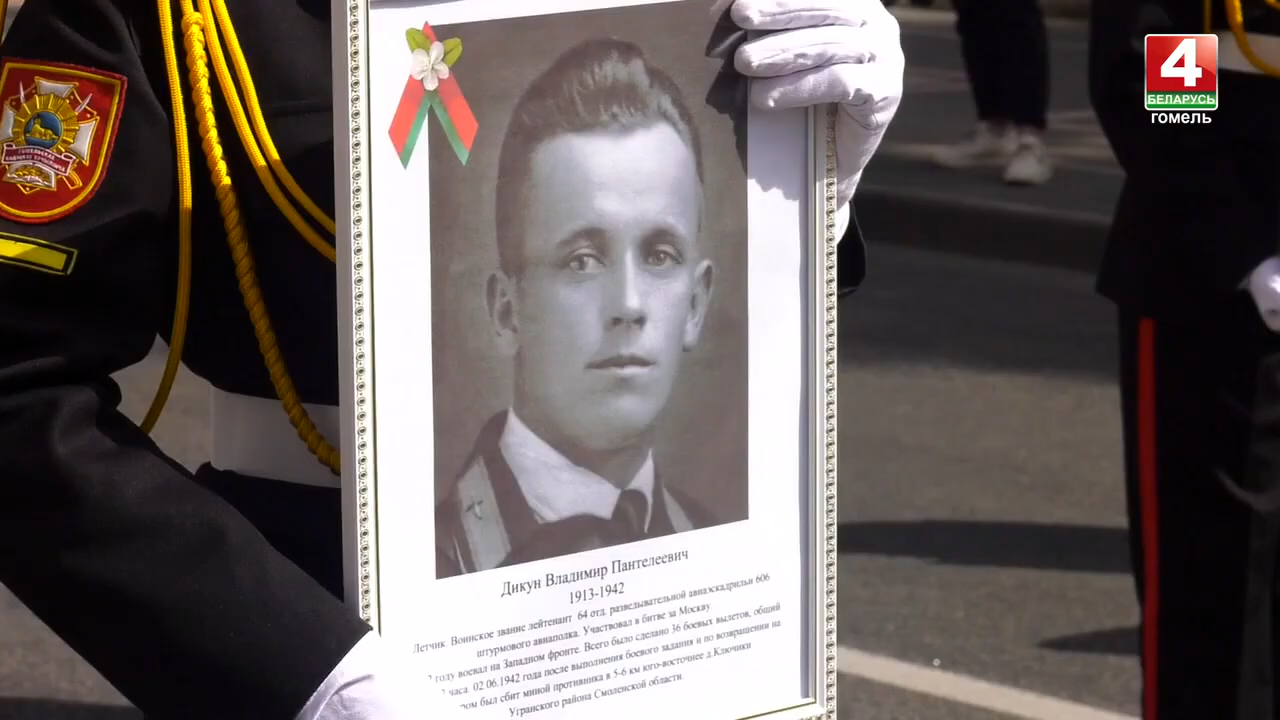 4
БЕЛАРУСЬ
гомель
Дикун Владимир Пантелеевич
1913-1942
Летчик. Воинское звание лейтенант 64 отд. разведывательной авиаэскадрильи 606
штурмового авиаполка. Участвовал в битве за Москву.
году воевал на Западном фронте. Всего было сделано 36 боевых вылетов, общий
часа. 02.06.1942 года после выполнения боевого задания и по возвращении на
был сбит миной противника в 5-6 км юго-восточнее д.Ключики
Угранского района Смоленской области.